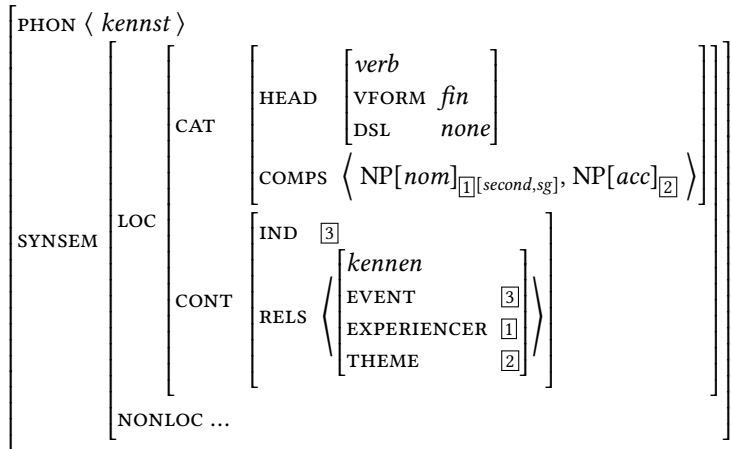 PHON ⟨ kennst ⟩
verb
HEAD VFORM fin
CAT DSL none
COMPS ⟨ NP[nom]1[second,sg], NP[acc]2 ⟩
LOC
SYNSEM IND 3
kennen
CONT RELS ⟨ EVENT 3 ⟩
EXPERIENCER 1
THEME 2
NONLOC ...